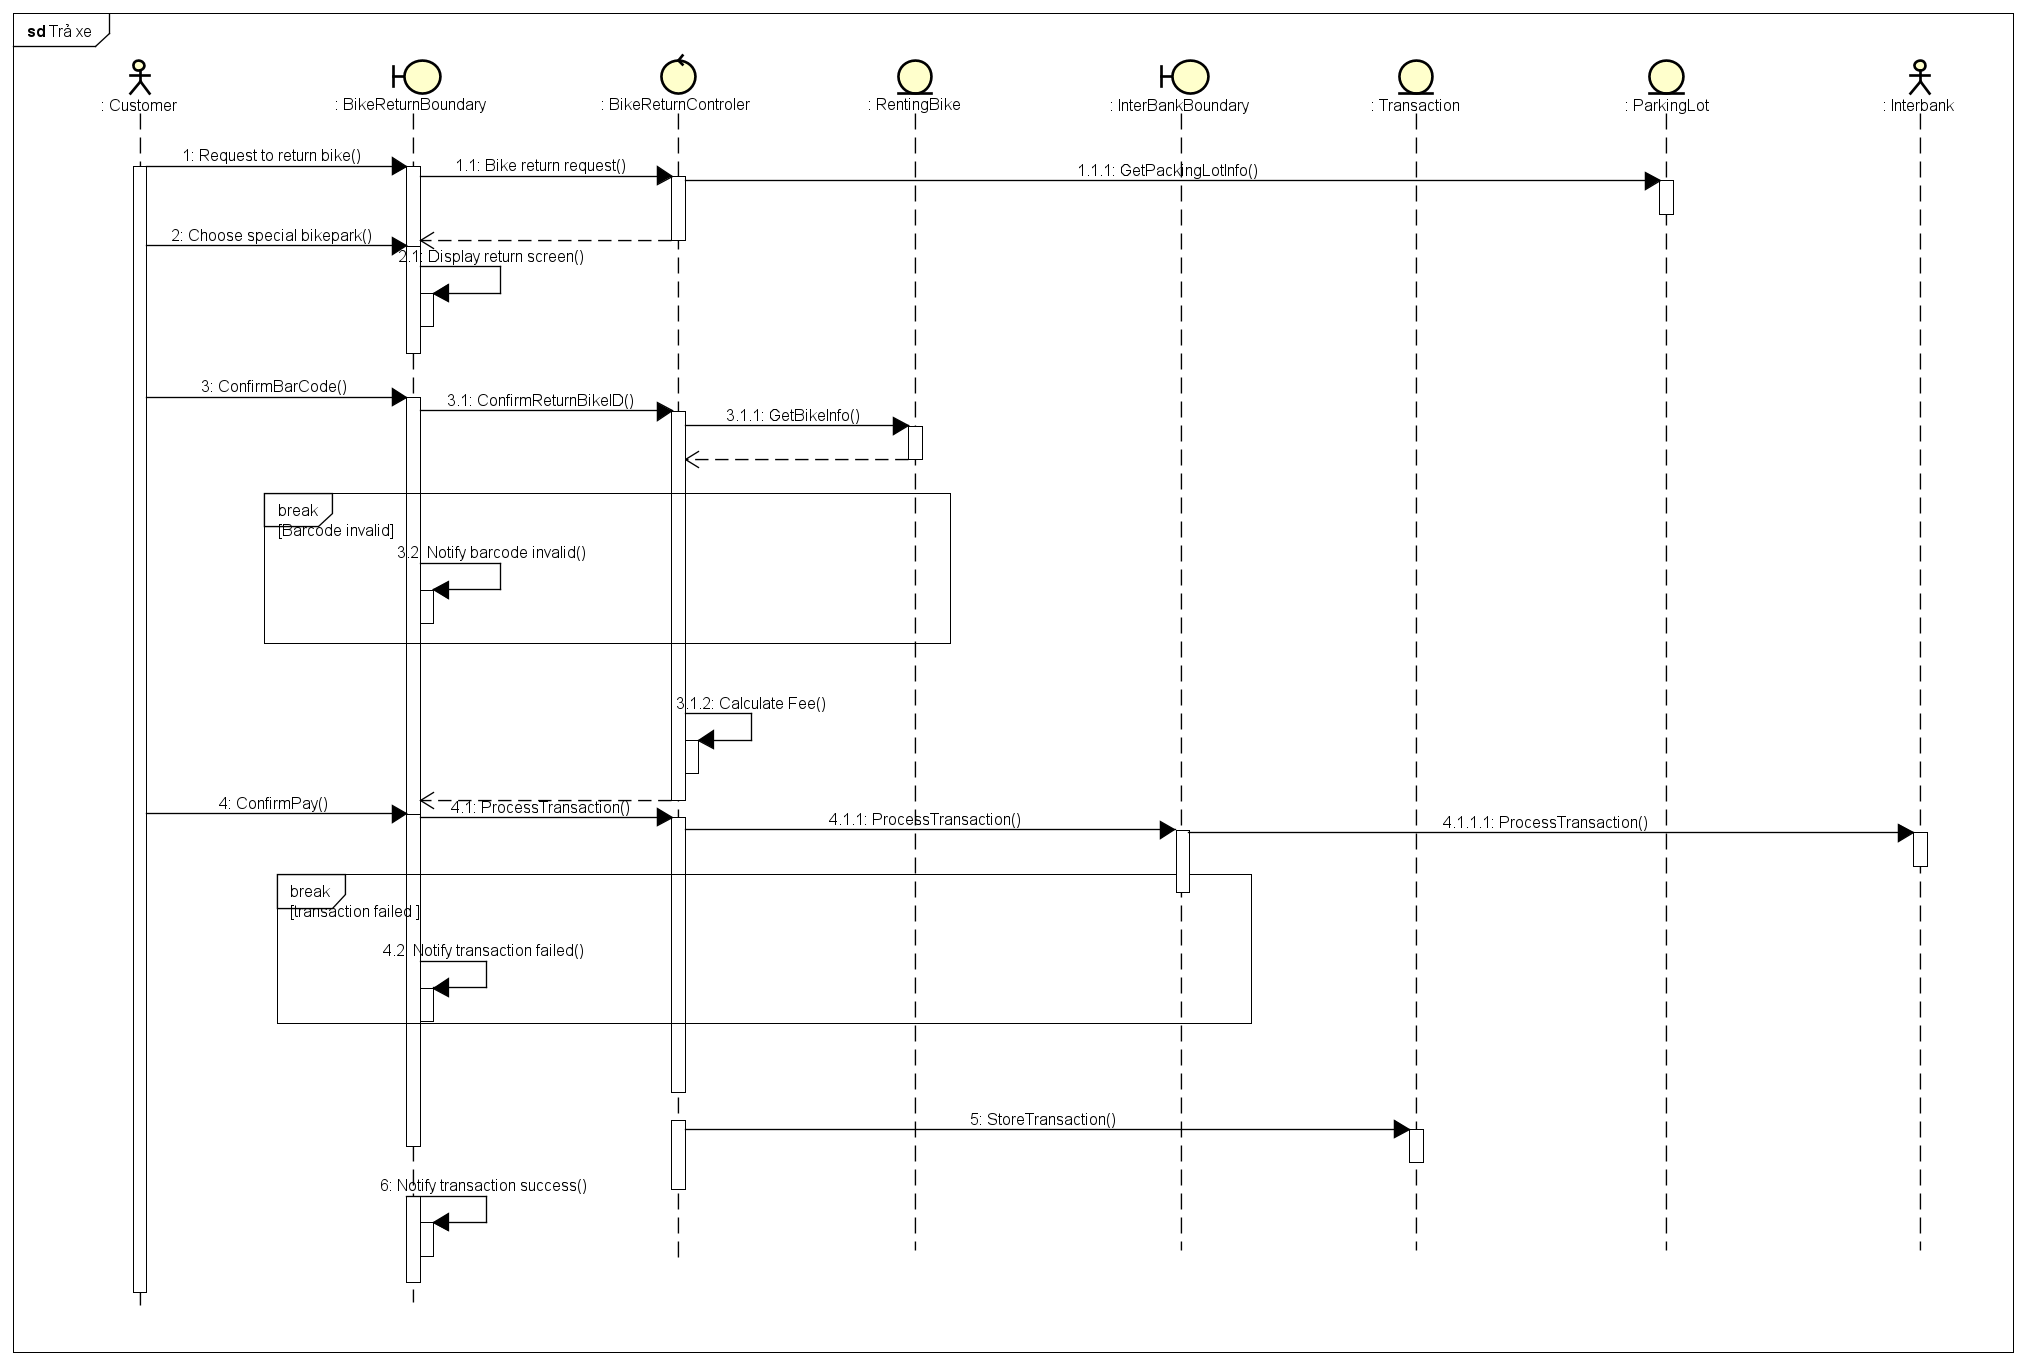 sd Trả xe
: Customer
: BikeReturnBoundary
: BikeReturnControler
: RentingBike
: InterBankBoundary
: Transaction
: ParkingLot
: Interbank
1: Request to return bike()
1.1: Bike return request()
1.1.1: GetPackingLotInfo()
2: Choose special bikepark()
2.1: Display return screen()
3: ConfirmBarCode()
3.1: ConfirmReturnBikeID()
3.1.1: GetBikeInfo()
break
[Barcode invalid]
3.2: Notify barcode invalid()
3.1.2: Calculate Fee()
4: ConfirmPay()
4.1: ProcessTransaction()
4.1.1: ProcessTransaction()
4.1.1.1: ProcessTransaction()
break
[transaction failed ]
4.2: Notify transaction failed()
5: StoreTransaction()
6: Notify transaction success()